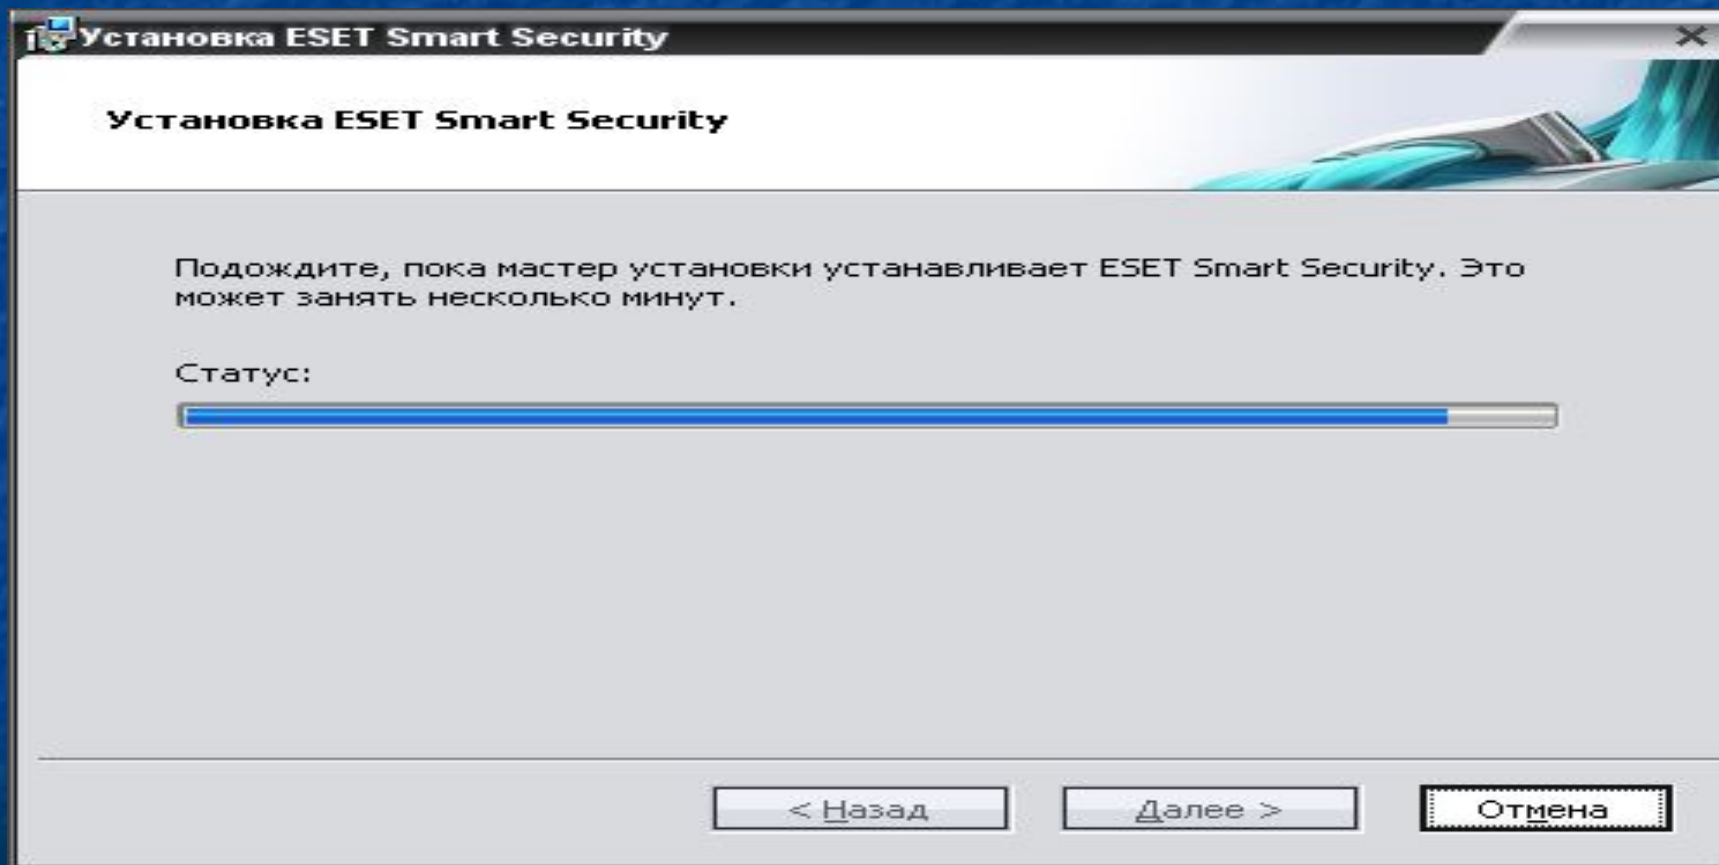 Установка ESET Smart Security
Установка ESET Smart Security
Подождите, пока мастер установки устанавливает ESET Smart Security. Это
может занять несколько минут.
Статус:
< Назад
Далее >
Отмена